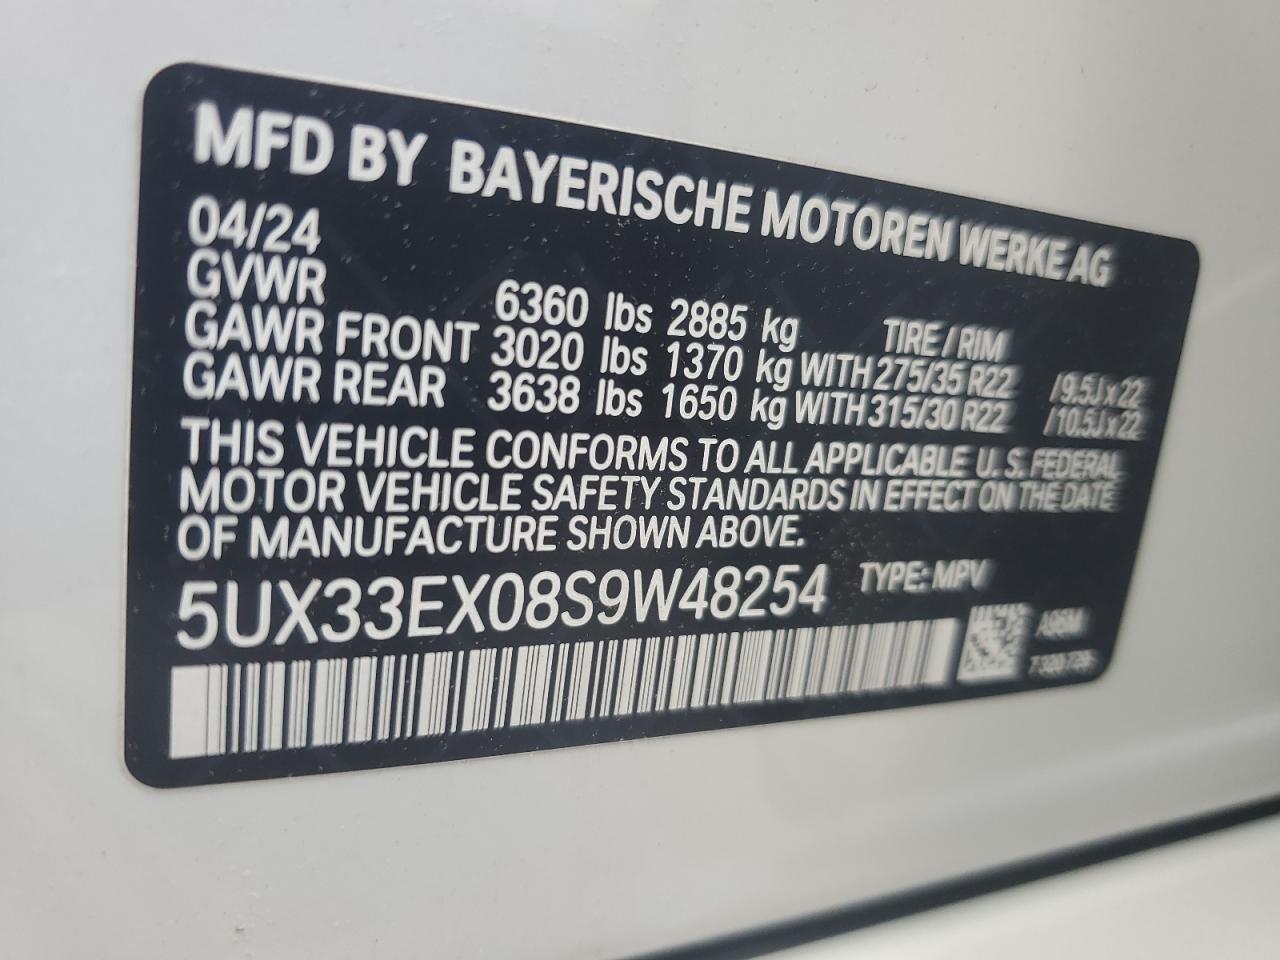 MFD BY BAYERISCHE MOTOREN WERKE AG
04/24
GVWR 6360 lbs 2885 kg TIRE / RIM
GAWR FRONT 3020 lbs 1370 kg WITH 275/35 R22 /9,5J x 22
GAWR REAR 3638 lbs 1650 kg WITH 315/30 R22 /10,5J x 22
THIS VEHICLE CONFORMS TO ALL APPLICABLE U. S. FEDERAL
MOTOR VEHICLE SAFETY STANDARDS IN EFFECT ON THE DATE
OF MANUFACTURE SHOWN ABOVE.
5UX33EX08S9W48254 TYPE: MPV